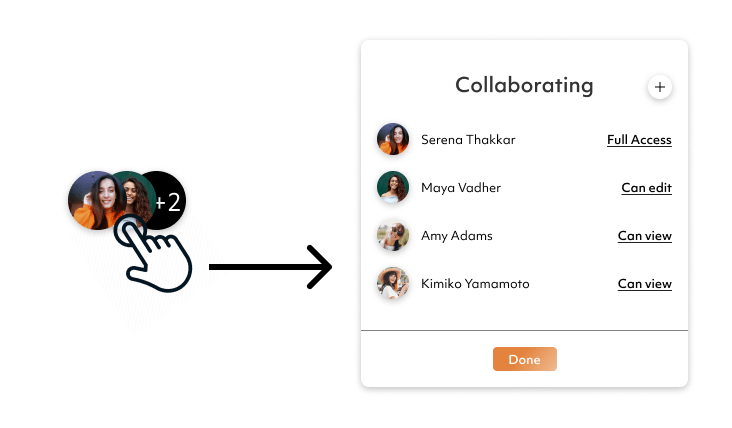 +2
Collaborating
+
Serena Thakkar Full Access
Maya Vadher Can edit
Amy Adams Can view
Kimiko Yamamoto Can view
Done